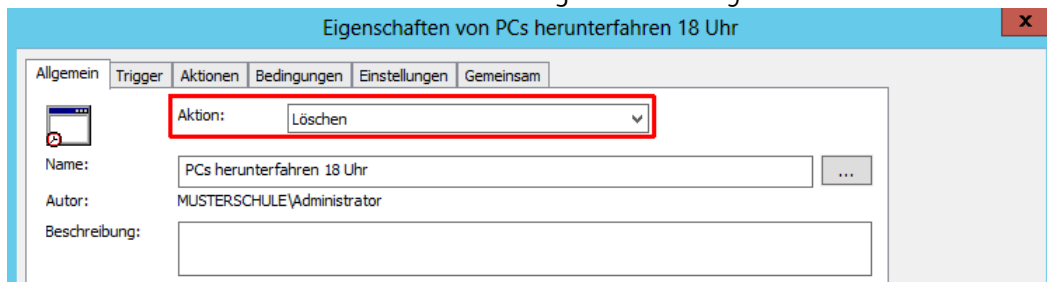 Eigenschaften von PCs herunterfahren 18 Uhr
x
Allgemein Trigger Aktionen Bedingungen Einstellungen Gemeinsam
Aktion: Löschen
Name: PCs herunterfahren 18 Uhr ...
Autor: MUSTERSCHULE\Administrator
Beschreibung: